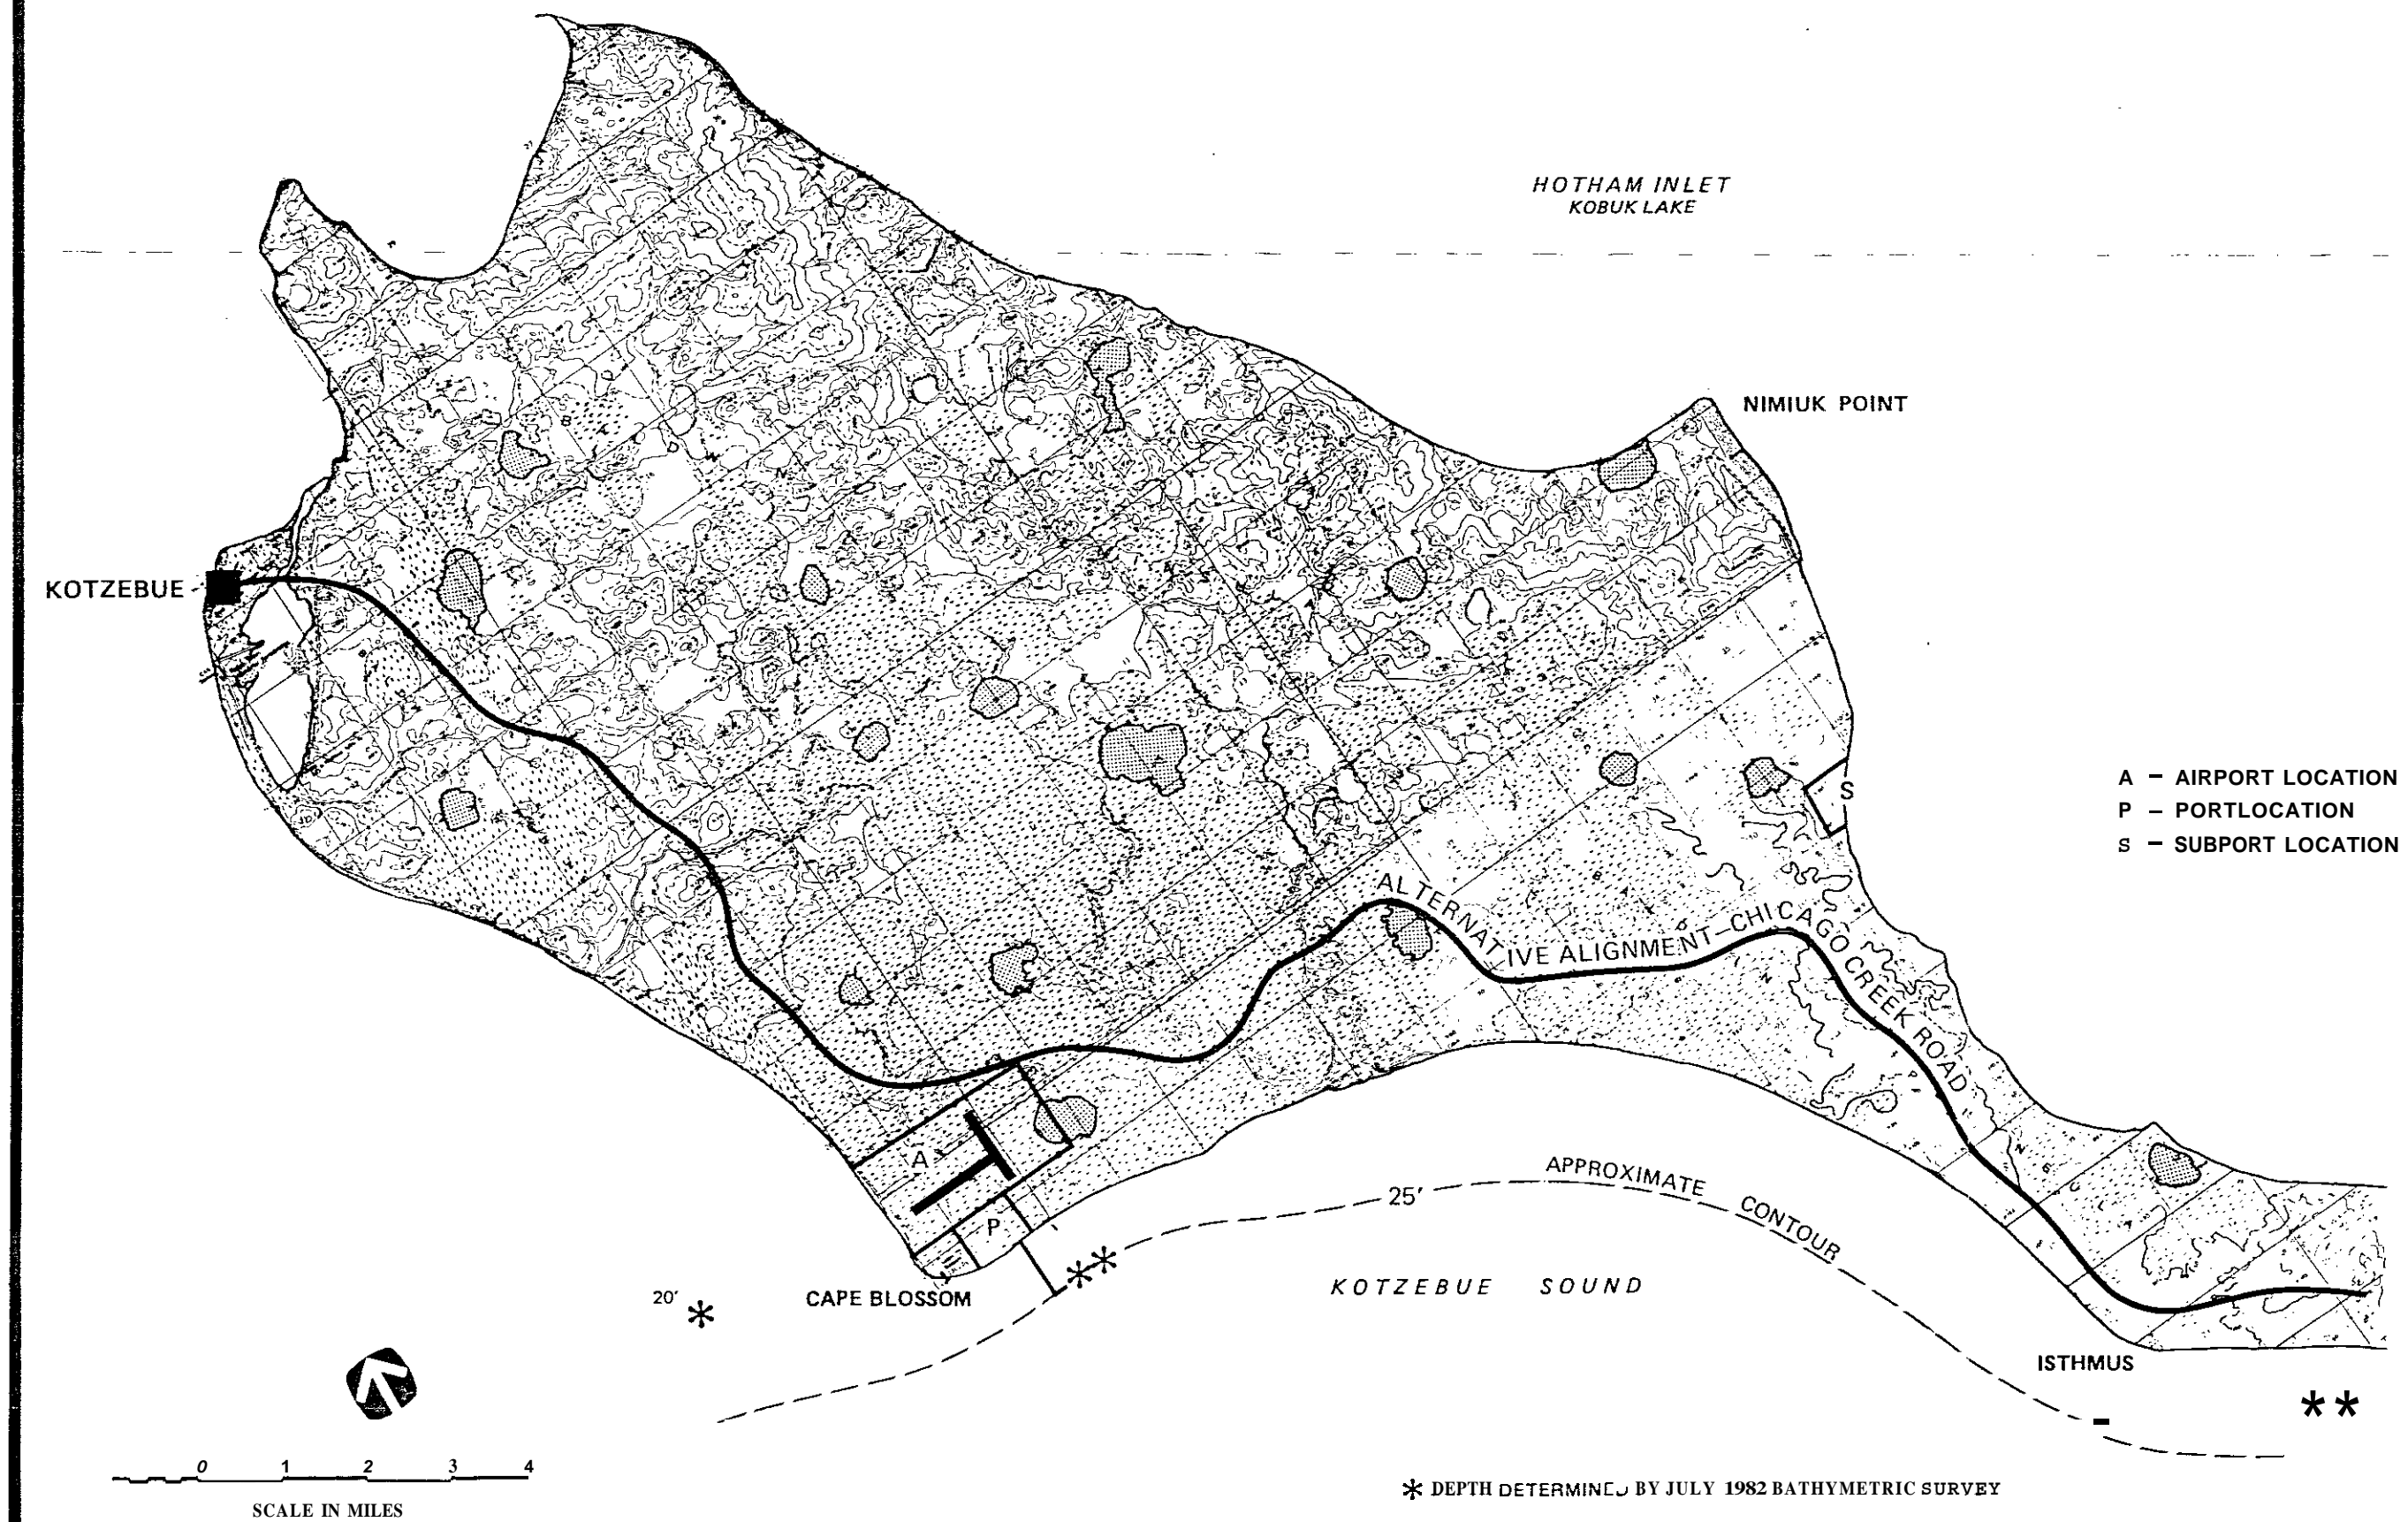 HOTHAM INLET
KOBUK LAKE
NIMIUK POINT
KOTZEBUE
A – AIRPORT LOCATION
P – PORTLOCATION
S – SUBPORT LOCATION
S
ALTERNATIVE ALIGNMENT–CHICAGO CREEK ROAD
A
P
APPROXIMATE CONTOUR
25'
KOTZEBUE SOUND
20' *
CAPE BLOSSOM
**
ISTHMUS
**
0 1 2 3 4
SCALE IN MILES
* DEPTH DETERMINED BY JULY 1982 BATHYMETRIC SURVEY